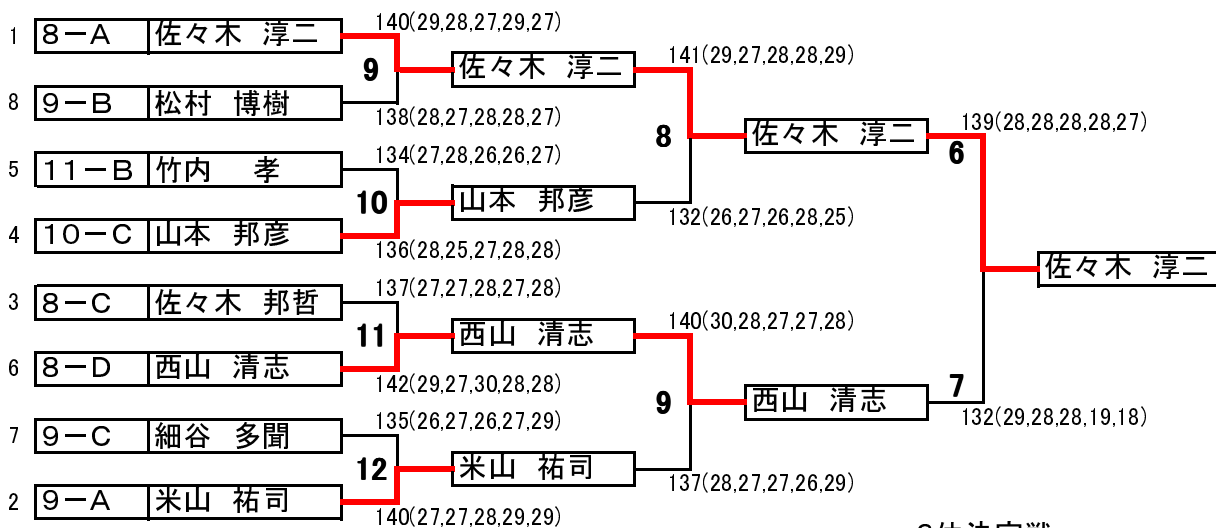 1 8－A 佐々木 淳二 140(29,28,27,29,27)
9 佐々木 淳二 141(29,27,28,28,29)
8 9－B 松村 博樹 138(28,27,28,28,27)
8 佐々木 淳二 139(28,28,28,28,27)
6
5 11－B 竹内 孝 134(27,28,26,26,27)
10 山本 邦彦 132(26,27,26,28,25)
4 10－C 山本 邦彦 136(28,25,27,28,28)
佐々木 淳二
3 8－C 佐々木 邦哲 137(27,27,28,27,28)
11 西山 清志 140(30,28,27,27,28)
6 8－D 西山 清志 142(29,27,30,28,28)
9 西山 清志 7 132(29,28,28,19,18)
7 9－C 細谷 多聞 135(26,27,26,27,29)
12 米山 祐司 137(28,27,27,26,29)
2 9－A 米山 祐司 140(27,27,28,29,29)